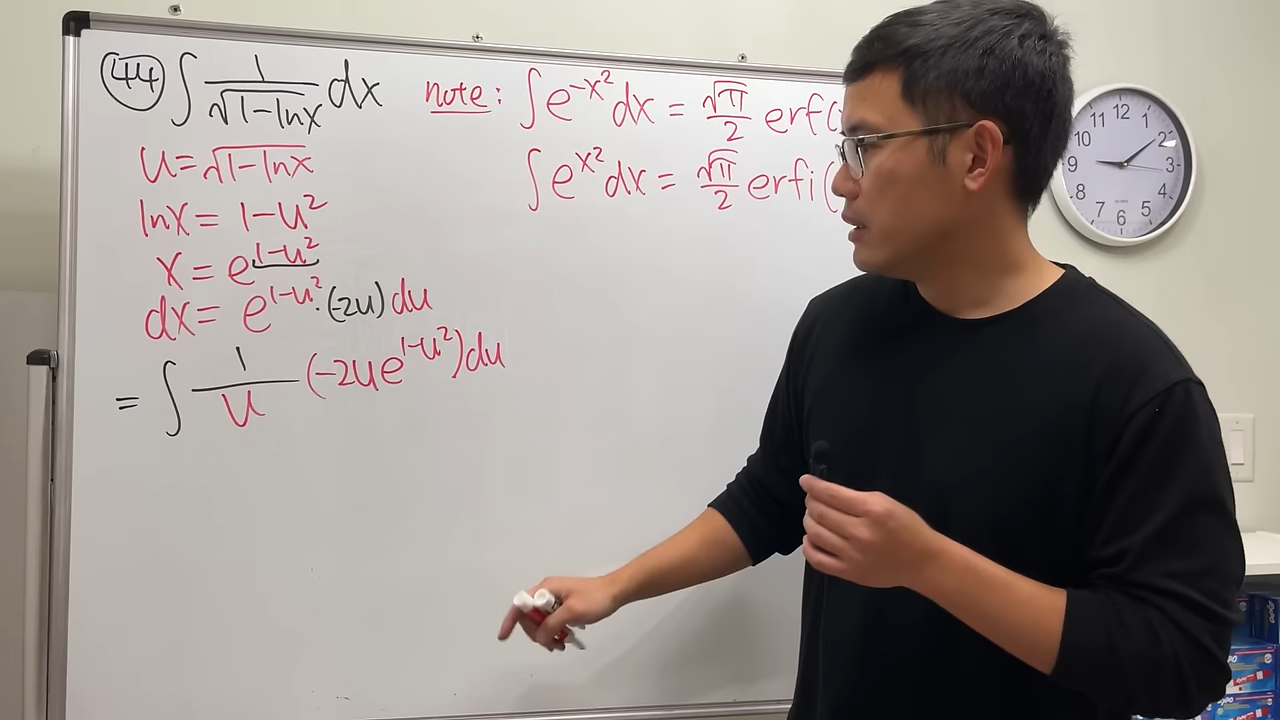 44 ∫ 1/√(1-lnx) dx
note: ∫e^(-x²)dx = √π/2 erf(
∫e^(x²)dx = √π/2 erfi(
u=√(1-lnx)
lnx = 1-u²
x = e^(1-u²)
dx = e^(1-u²)·(-2u)du
= ∫ 1/u (-2ue^(1-u²))du
11 12 1
10 2
9 3
8 4
7 6 5